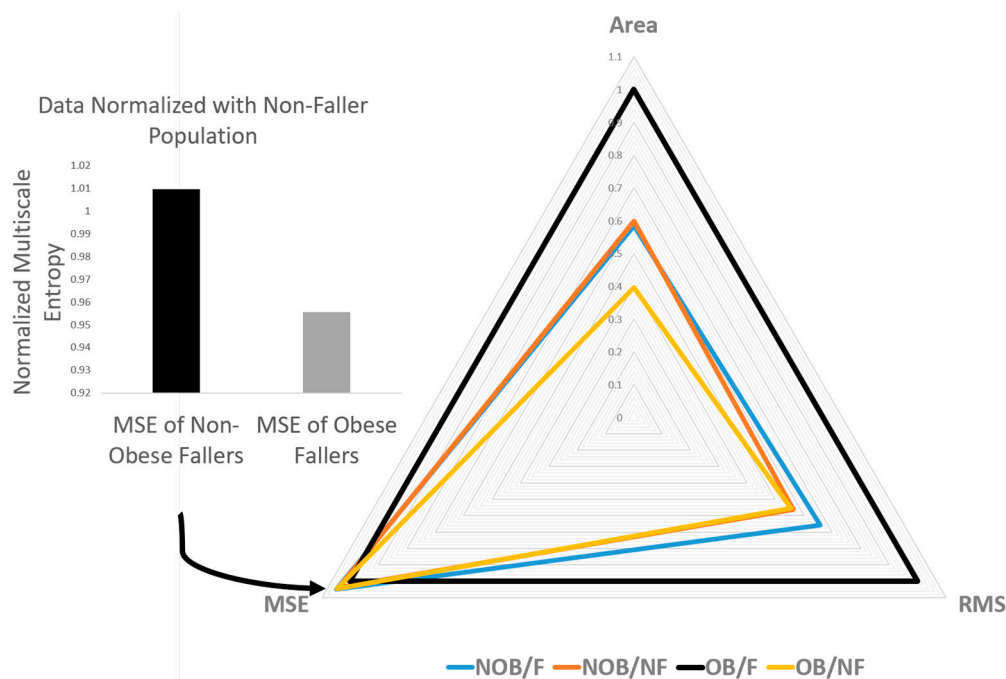 Area
1.1
1
0.9
0.8
0.7
0.6
0.5
0.4
0.3
0.2
0.1
0
Data Normalized with Non-Faller
Population
Normalized Multiscale
Entropy
1.02
1.01
1
0.99
0.98
0.97
0.96
0.95
0.94
0.93
0.92
MSE of Non-
Obese Fallers
MSE of Obese
Fallers
MSE
RMS
NOB/F NOB/NF OB/F OB/NF